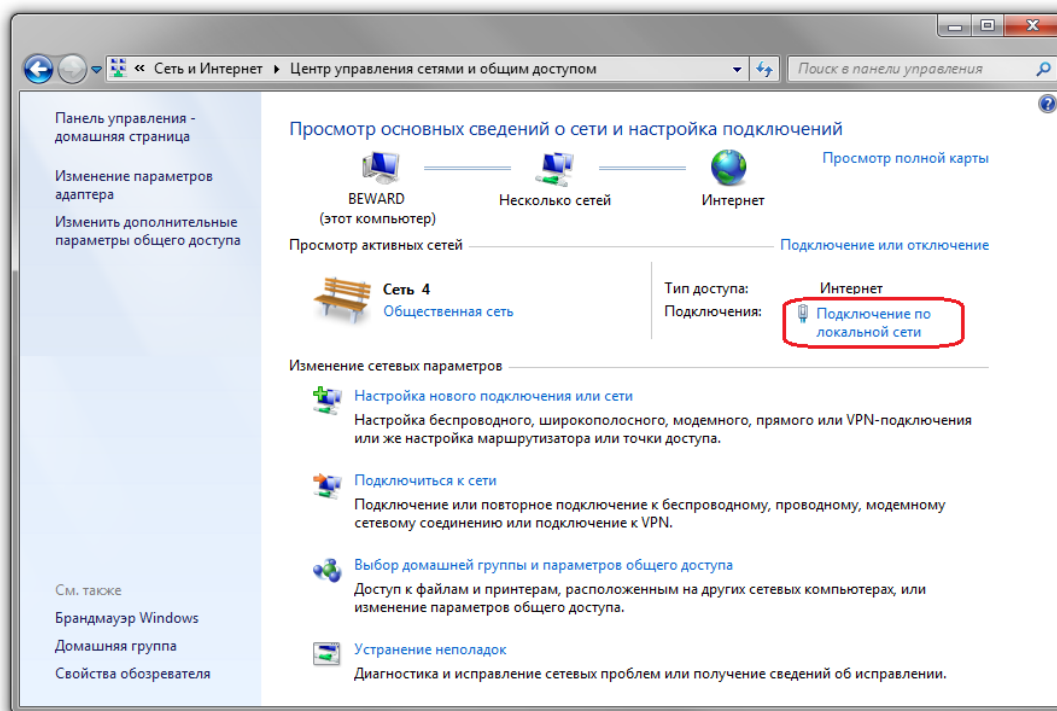 « Сеть и Интернет ▸ Центр управления сетями и общим доступом
Поиск в панели управления
Панель управления -
домашняя страница
Изменение параметров
адаптера
Изменить дополнительные
параметры общего доступа
См. также
Брандмауэр Windows
Домашняя группа
Свойства обозревателя
Просмотр основных сведений о сети и настройка подключений
Просмотр полной карты
BEWARD
(этот компьютер)
Несколько сетей
Интернет
Просмотр активных сетей
Подключение или отключение
Сеть 4
Общественная сеть
Тип доступа: Интернет
Подключения: Подключение по
локальной сети
Изменение сетевых параметров
Настройка нового подключения или сети
Настройка беспроводного, широкополосного, модемного, прямого или VPN-подключения
или же настройка маршрутизатора или точки доступа.
Подключиться к сети
Подключение или повторное подключение к беспроводному, проводному, модемному
сетевому соединению или подключение к VPN.
Выбор домашней группы и параметров общего доступа
Доступ к файлам и принтерам, расположенным на других сетевых компьютерах, или
изменение параметров общего доступа.
Устранение неполадок
Диагностика и исправление сетевых проблем или получение сведений об исправлении.